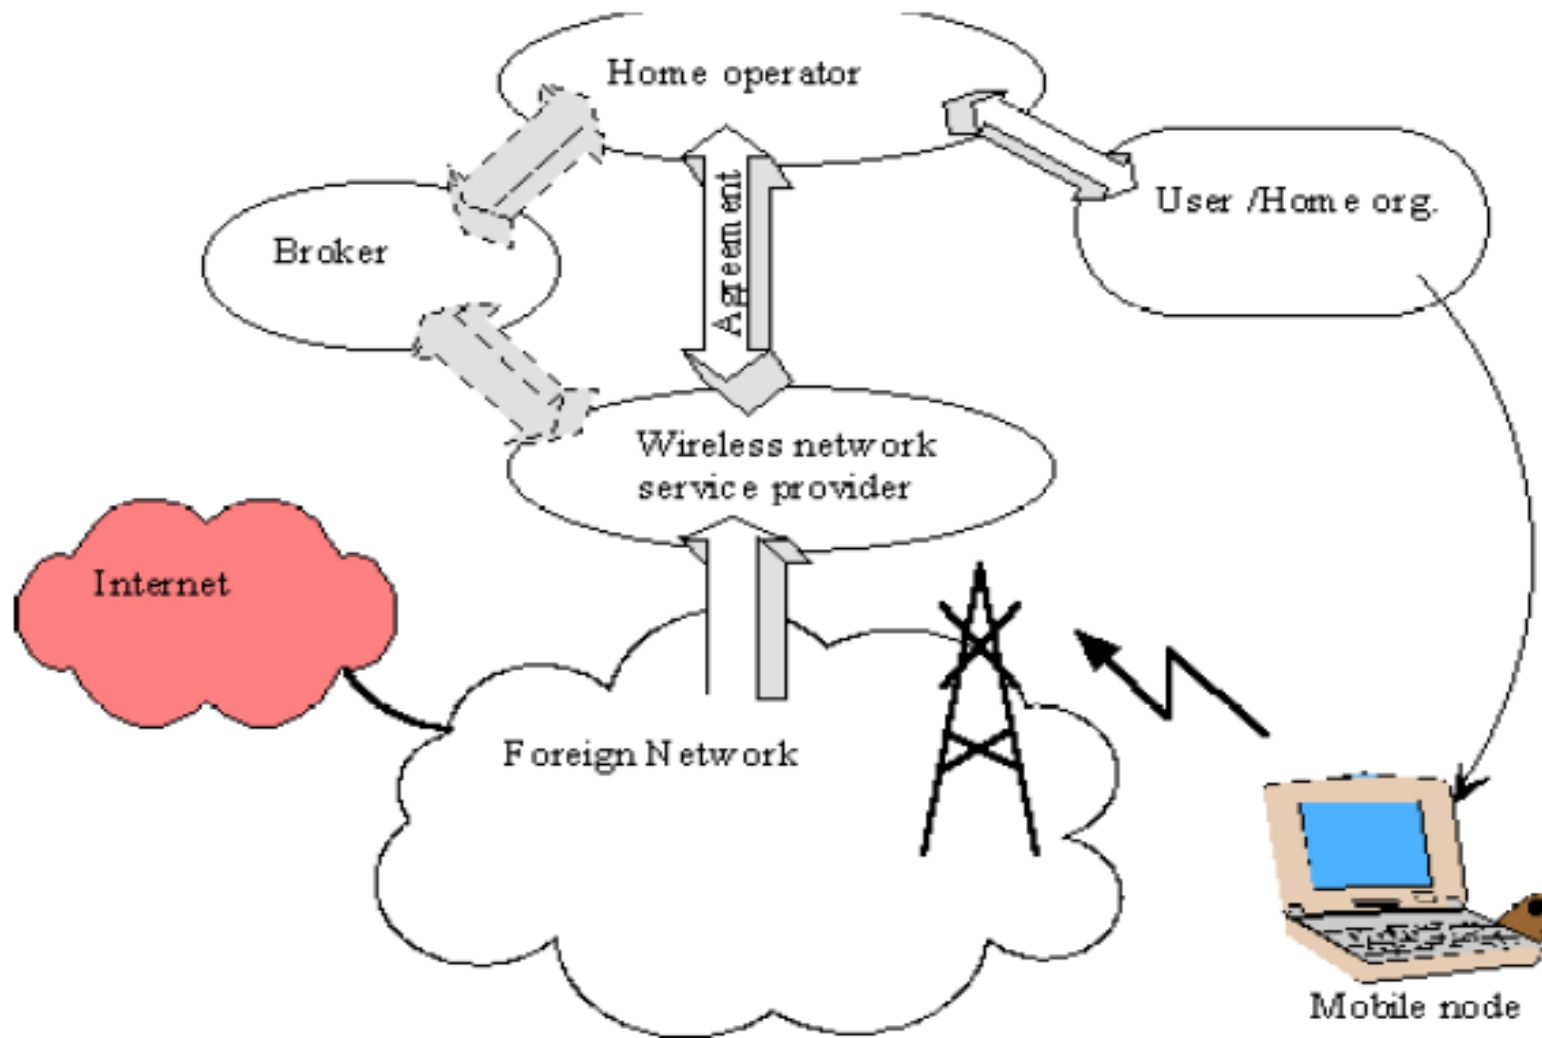 Home operator
User /Home org.
Broker
Agreement
Wireless network
service provider
Internet
Foreign Network
Mobile node